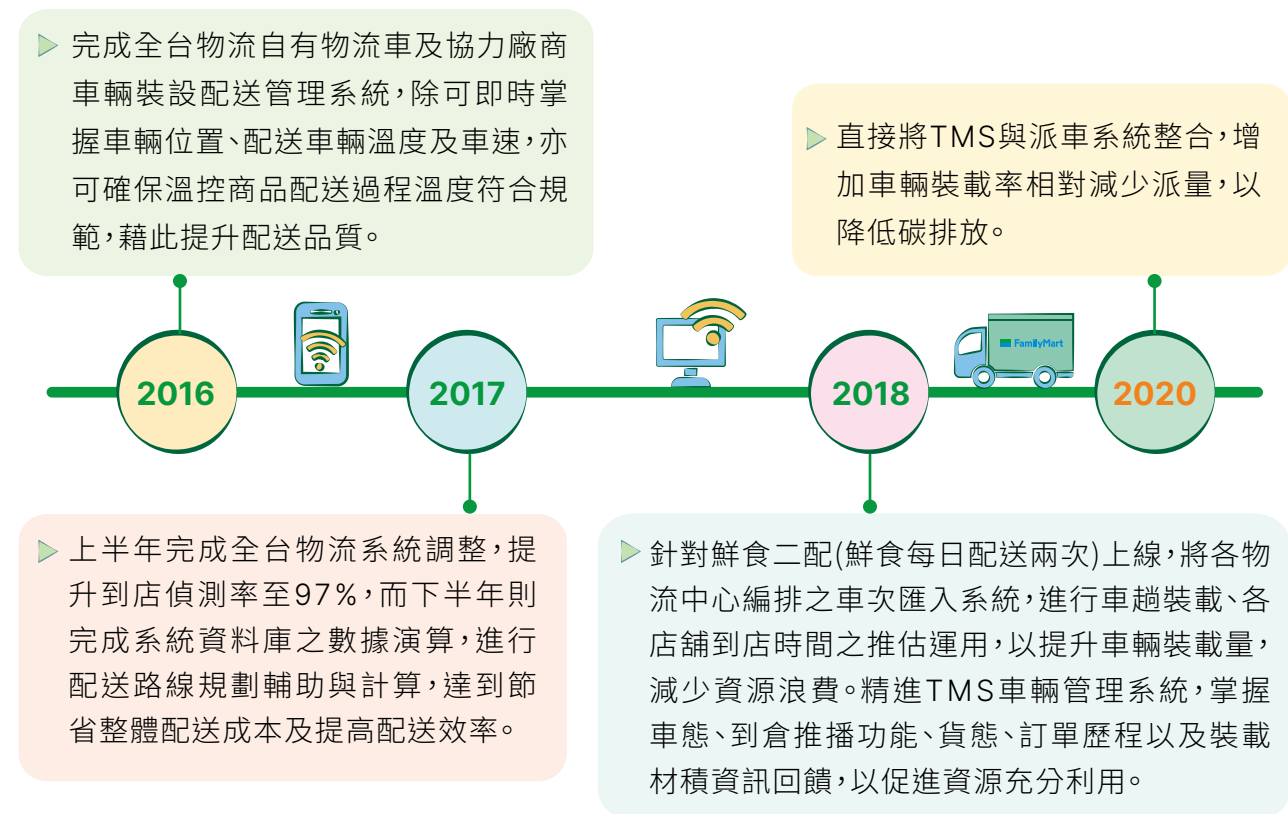 完成全台物流自有物流車及協力廠商
車輛裝設配送管理系統,除可即時掌
握車輛位置、配送車輛溫度及車速,亦
可確保溫控商品配送過程溫度符合規
範,藉此提升配送品質。
直接將TMS與派車系統整合,增
加車輛裝載率相對減少派量,以
降低碳排放。
FamilyMart
2016
2017
2018
2020
上半年完成全台物流系統調整,提
升到店偵測率至97%,而下半年則
完成系統資料庫之數據演算,進行
配送路線規劃輔助與計算,達到節
省整體配送成本及提高配送效率。
針對鮮食二配(鮮食每日配送兩次)上線,將各物
流中心編排之車次匯入系統,進行車趟裝載、各
店舖到店時間之推估運用,以提升車輛裝載量,
減少資源浪費。精進TMS車輛管理系統,掌握
車態、到倉推播功能、貨態、訂單歷程以及裝載
材積資訊回饋,以促進資源充分利用。